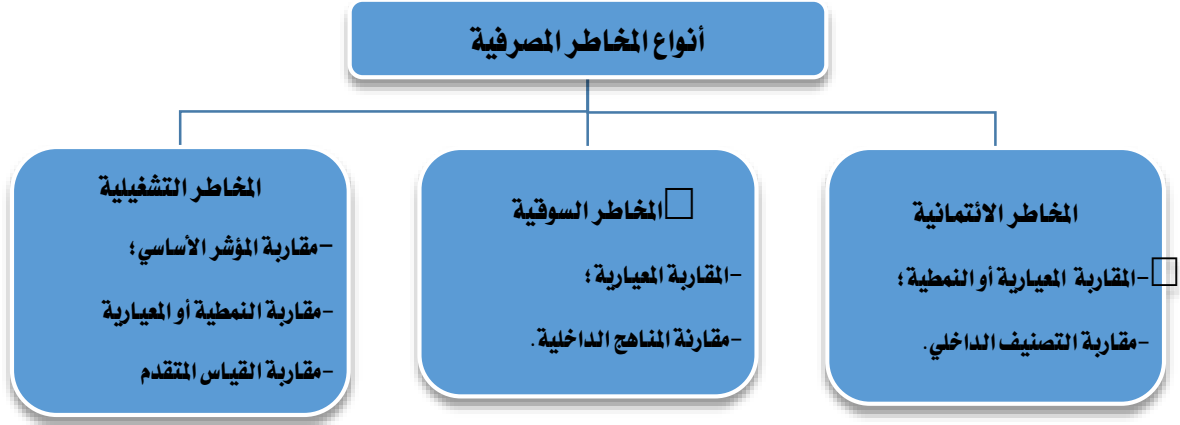 أنواع المخاطر المصرفية
المخاطر الائتمانية
-المقاربة المعيارية أو النمطية؛
-مقاربة التصنيف الداخلي.
المخاطر السوقية
-المقاربة المعيارية؛
-مقارنة المناهج الداخلية.
المخاطر التشغيلية
-مقاربة المؤشر الأساسي؛
-مقاربة النمطية أو المعيارية
-مقاربة القياس المتقدم